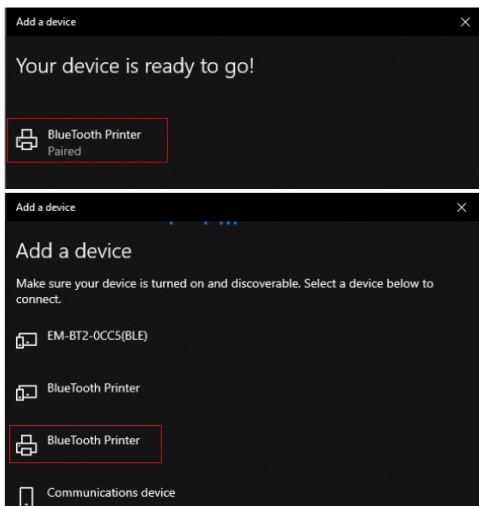 Add a device
Your device is ready to go!
BlueTooth Printer
Paired
Add a device
Add a device
Make sure your device is turned on and discoverable. Select a device below to
connect.
EM-BT2-0CC5(BLE)
BlueTooth Printer
BlueTooth Printer
Communications device